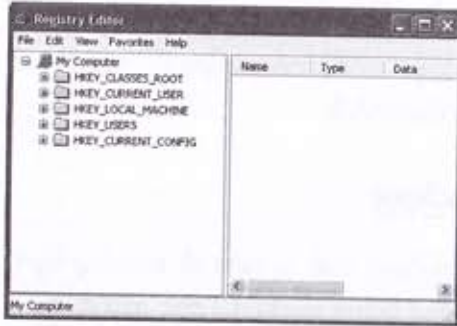 Registry Editor
File Edit View Favorites Help
My Computer
HKEY_CLASSES_ROOT
HKEY_CURRENT_USER
HKEY_LOCAL_MACHINE
HKEY_USERS
HKEY_CURRENT_CONFIG
Name Type Data
My Computer